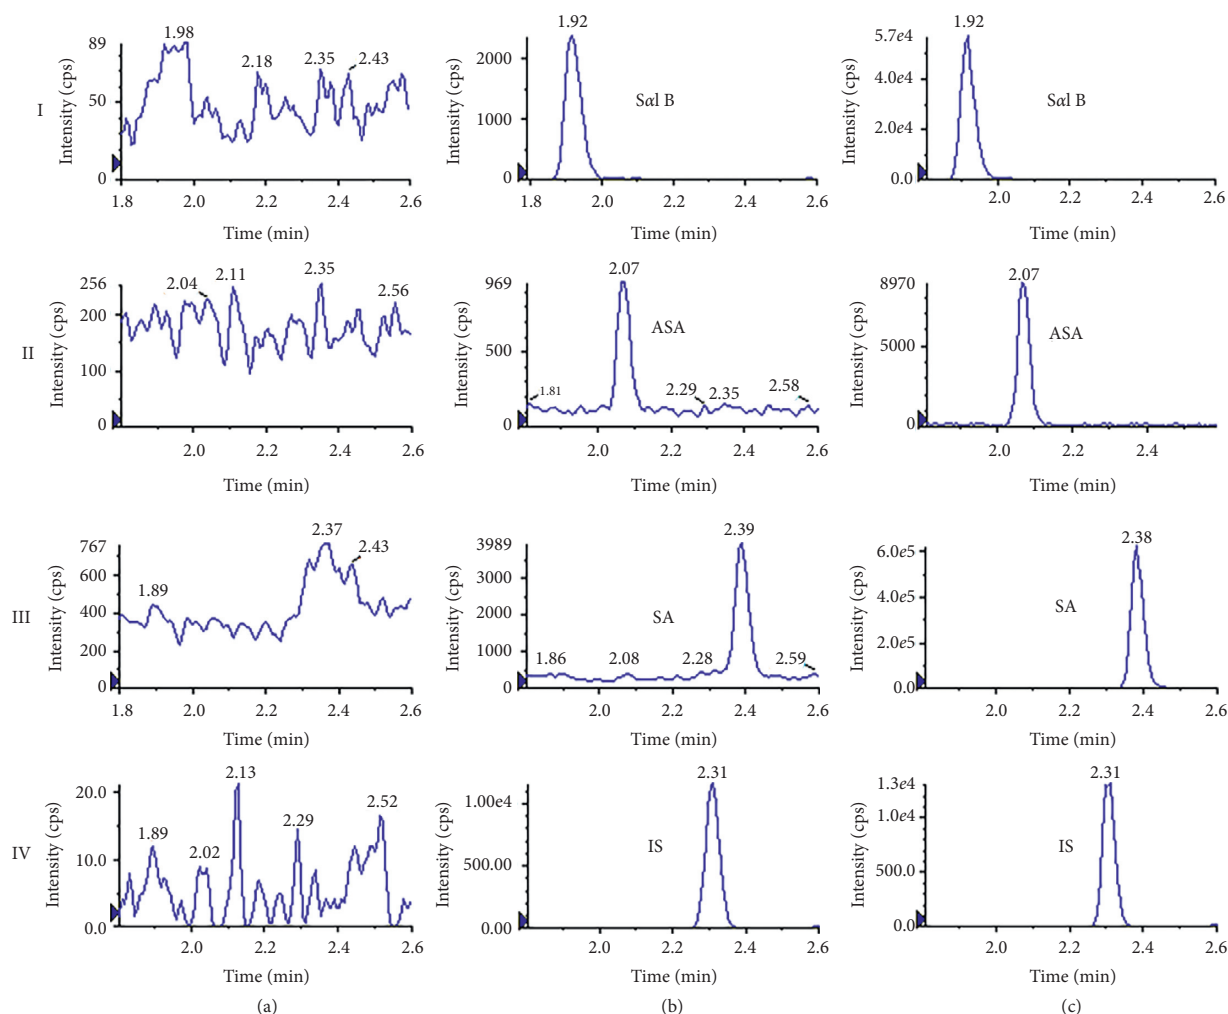 I
Intensity (cps)
89
50
0
1.98
2.18
2.35
2.43
1.8 2.0 2.2 2.4 2.6
Time (min)
Intensity (cps)
2000
1000
0
1.92
Sαl B
1.8 2.0 2.2 2.4 2.6
Time (min)
Intensity (cps)
5.7e4
4.0e4
2.0e4
0.0
1.92
Sαl B
2.0 2.2 2.4 2.6
Time (min)
II
Intensity (cps)
256
200
100
0
2.04
2.11
2.35
2.56
2.0 2.2 2.4 2.6
Time (min)
Intensity (cps)
969
500
0
2.07
ASA
1.81
2.29
2.35
2.58
2.0 2.2 2.4 2.6
Time (min)
Intensity (cps)
8970
5000
0
2.07
ASA
2.0 2.2 2.4
Time (min)
III
Intensity (cps)
767
600
400
200
0
1.89
2.37
2.43
1.8 2.0 2.2 2.4 2.6
Time (min)
Intensity (cps)
3989
3000
2000
1000
0
2.39
SA
1.86
2.08
2.28
2.59
2.0 2.2 2.4 2.6
Time (min)
Intensity (cps)
6.0e5
4.0e5
2.0e5
0.0
2.38
SA
2.0 2.2 2.4 2.6
Time (min)
IV
Intensity (cps)
20.0
10.0
0.0
1.89
2.02
2.13
2.29
2.52
2.0 2.2 2.4 2.6
Time (min)
(a)
Intensity (cps)
1.00e4
500.00
0.00
2.31
IS
2.0 2.2 2.4 2.6
Time (min)
(b)
Intensity (cps)
1.3e4
1.0e4
500.0
0.0
2.31
IS
2.0 2.2 2.4 2.6
Time (min)
(c)